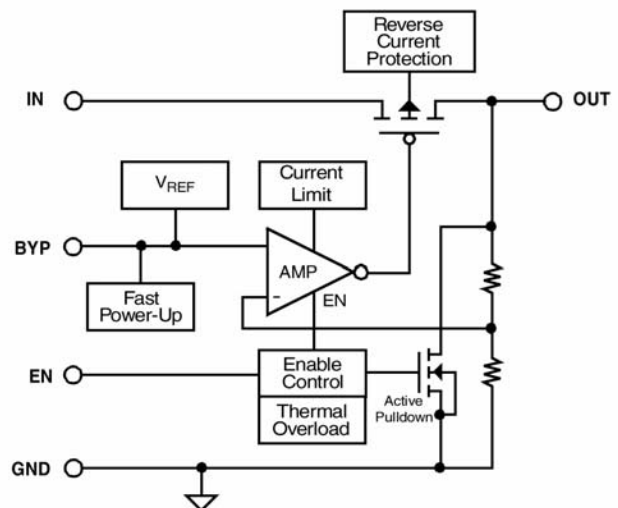 Reverse
Current
Protection
IN
OUT
VREF
Current
Limit
BYP
AMP
-
EN
Fast
Power-Up
EN
Enable
Control
Active
Pulldown
Thermal
Overload
GND